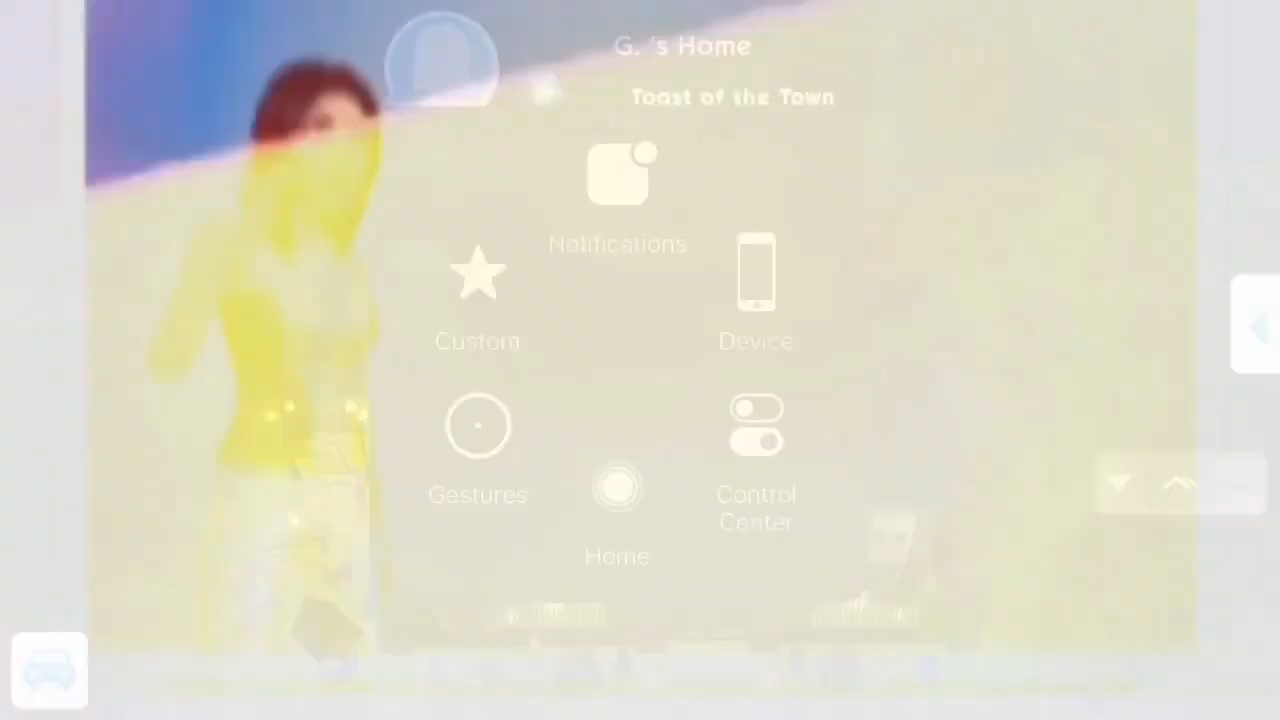 G. 's Home
Toast of the Town
Notifications
Custom
Device
Gestures
Control
Center
Home